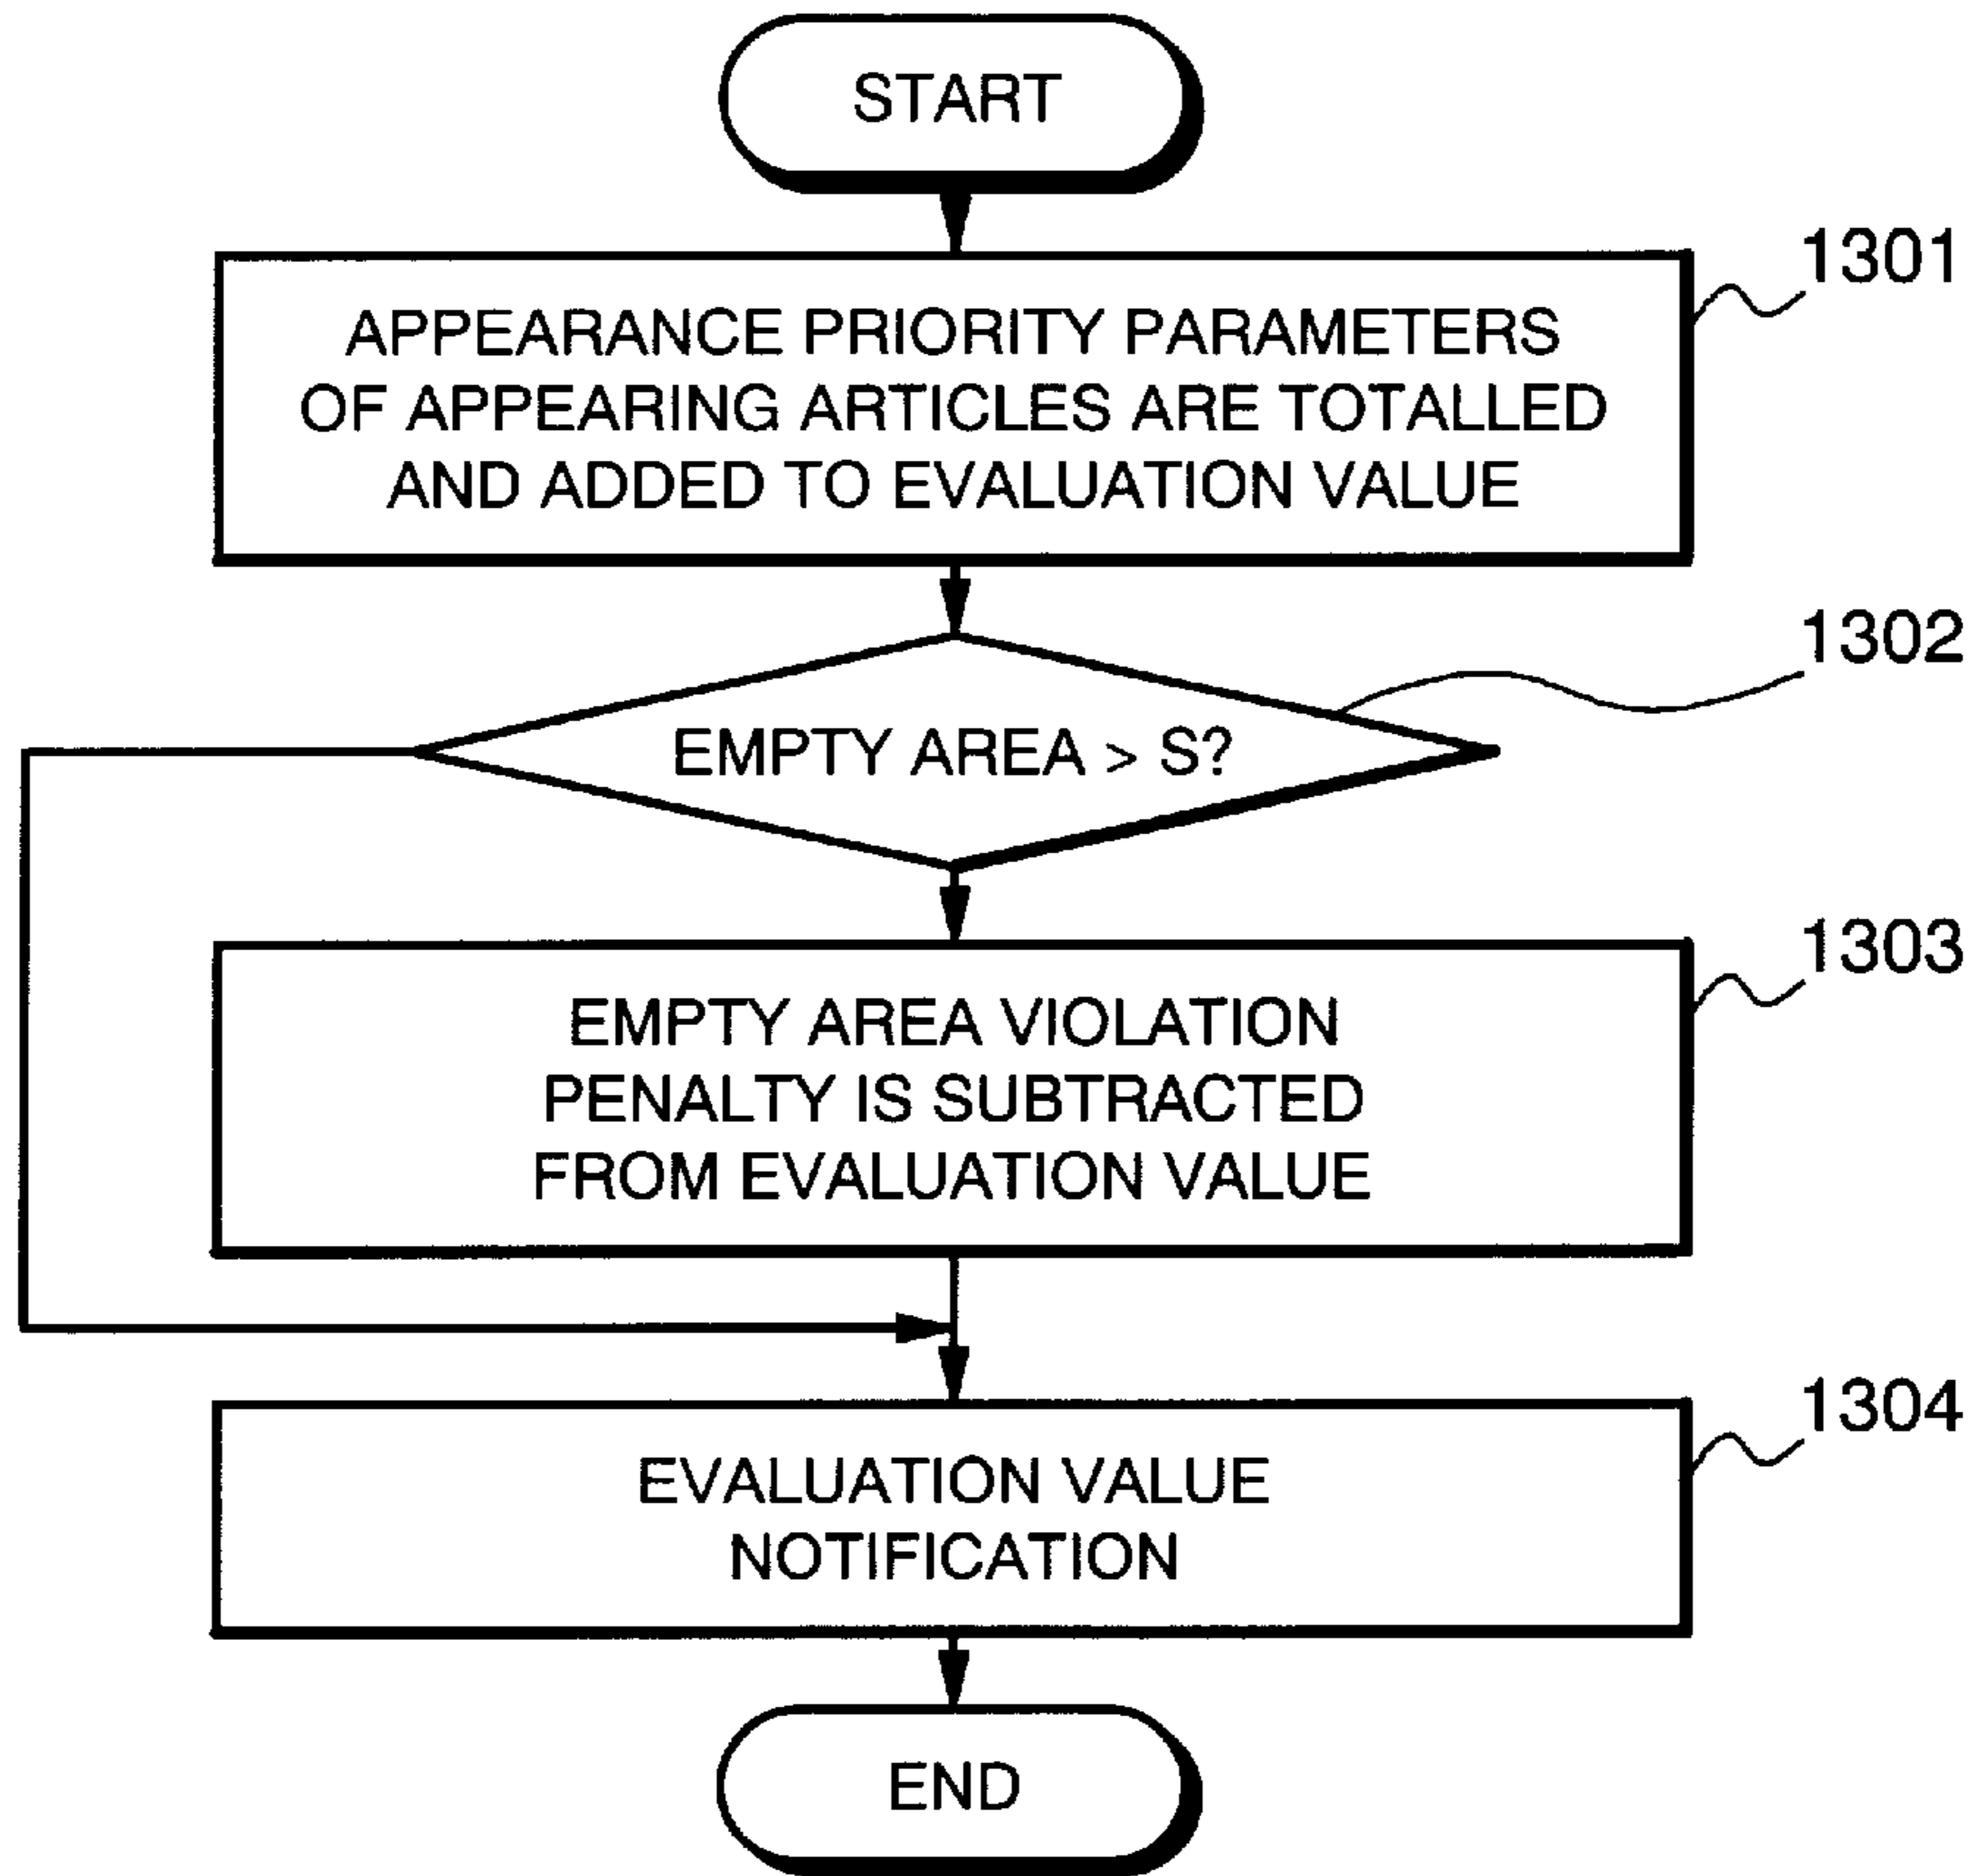 START
1301
APPEARANCE PRIORITY PARAMETERS
OF APPEARING ARTICLES ARE TOTALLED
AND ADDED TO EVALUATION VALUE
1302
EMPTY AREA > S?
1303
EMPTY AREA VIOLATION
PENALTY IS SUBTRACTED
FROM EVALUATION VALUE
1304
EVALUATION VALUE
NOTIFICATION
END